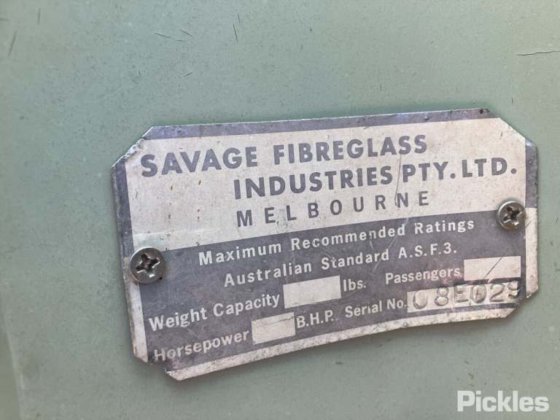 SAVAGE FIBREGLASS
INDUSTRIES PTY. LTD.
MELBOURNE
Maximum Recommended Ratings
Australian Standard A.S.F.3.
Weight Capacity lbs. Passengers
Horsepower B.H.P. Serial No. 08E029
Pickles